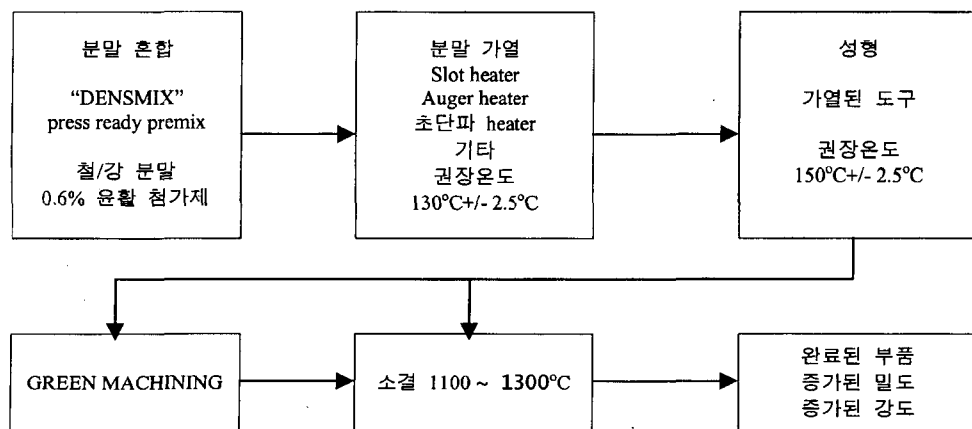 분말 혼합
“DENSMIX”
press ready premix
철/강 분말
0.6% 윤활 첨가제
분말 가열
Slot heater
Auger heater
초단파 heater
기타
권장온도
130°C+/- 2.5°C
성형
가열된 도구
권장온도
150°C+/- 2.5°C
GREEN MACHINING
소결 1100 ~ 1300°C
완료된 부품
증가된 밀도
증가된 강도